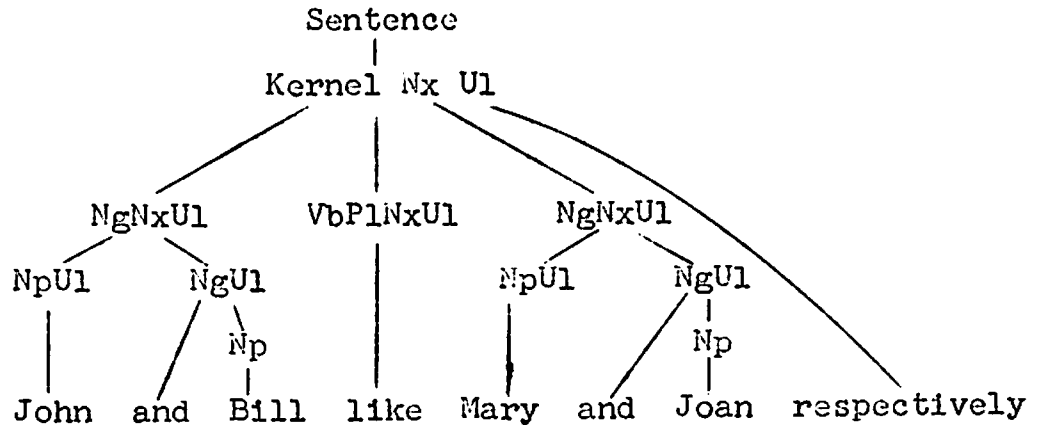 Sentence
Kernel Nx Ul
NgNxUl VbPlNxUl NgNxUl
NpUl NgUl NpUl NgUl
Np Np
John and Bill like Mary and Joan respectively